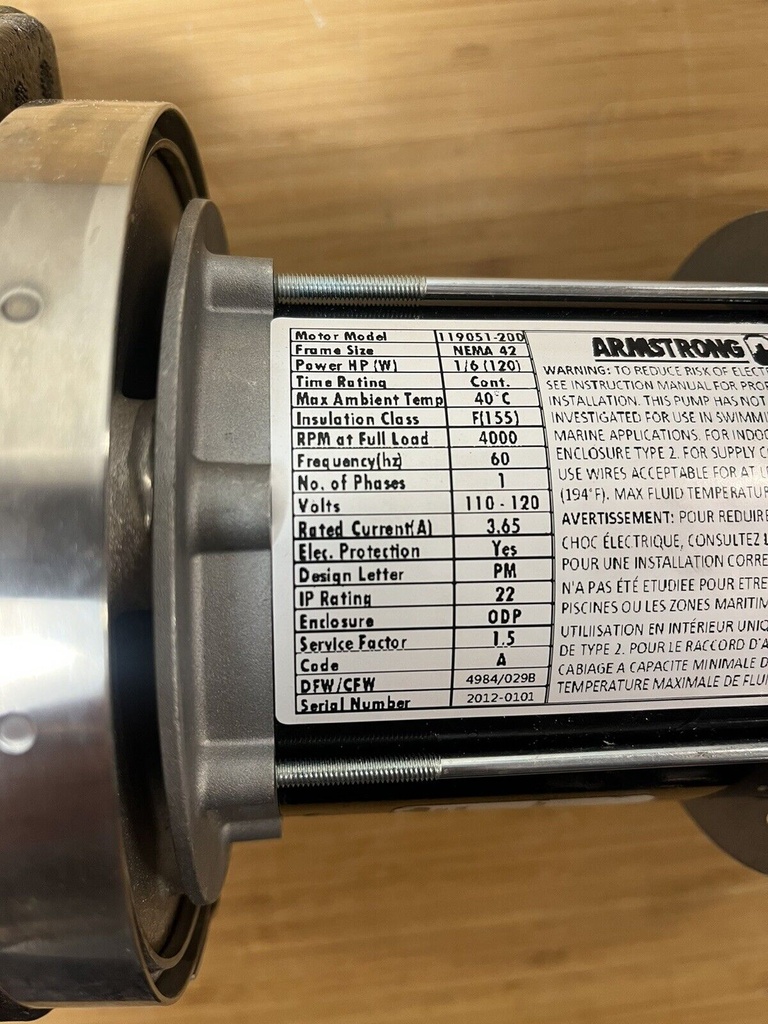 Motor Model 119051-200
Frame Size NEMA 42
Power HP (W) 1/6 (120)
Time Rating Cont.
Max Ambient Temp 40°C
Insulation Class F(155)
RPM at Full Load 4000
Frequency(hz) 60
No. of Phases 1
Volts 110 - 120
Rated Current(A) 3.65
Elec. Protection Yes
Design Letter PM
IP Rating 22
Enclosure ODP
Service Factor 1.5
Code A
DFW/CFW 4984/029B
Serial Number 2012-0101
ARMSTRONG
WARNING: TO REDUCE RISK OF ELECT
SEE INSTRUCTION MANUAL FOR PROP
INSTALLATION. THIS PUMP HAS NOT
INVESTIGATED FOR USE IN SWIMMI
MARINE APPLICATIONS. FOR INDOO
ENCLOSURE TYPE 2. FOR SUPPLY C
USE WIRES ACCEPTABLE FOR AT L
(194°F). MAX FLUID TEMPERATU
AVERTISSEMENT: POUR REDUIRE
CHOC ÉLECTRIQUE, CONSULTEZ L
POUR UNE INSTALLATION CORRE
N'A PAS ÉTÉ ETUDIEE POUR ETRE
PISCINES OU LES ZONES MARITIM
UTILIISATION EN INTÉRIEUR UNIQ
DE TYPE 2. POUR LE RACCORD D'A
CABIAGE A CAPACITE MINIMALE D
TEMPERATURE MAXIMALE DE FLUI